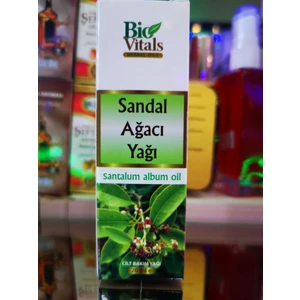 Bio
Vitals
Sandal
Ağacı
Yağı
santalum album oil
CİLT BAKIM YAĞI